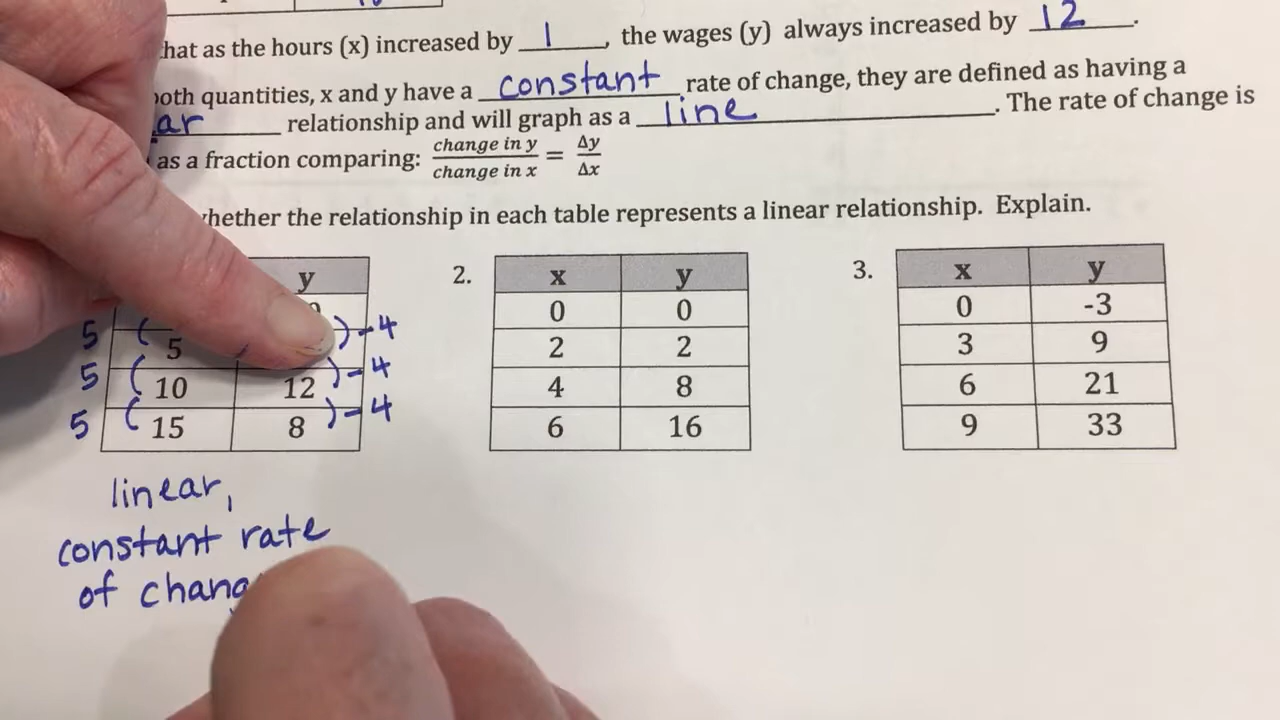 hat as the hours (x) increased by 1, the wages (y) always increased by 12.
oth quantities, x and y have a constant rate of change, they are defined as having a
ar relationship and will graph as a line. The rate of change is
as a fraction comparing: change in y / change in x = Δy / Δx
hether the relationship in each table represents a linear relationship. Explain.
y
5 ( ) -4
5
5 ( 10 12 ) -4
5 ( 15 8 ) -4
linear,
constant rate
of chang
2.
x y
0 0
2 2
4 8
6 16
3.
x y
0 -3
3 9
6 21
9 33